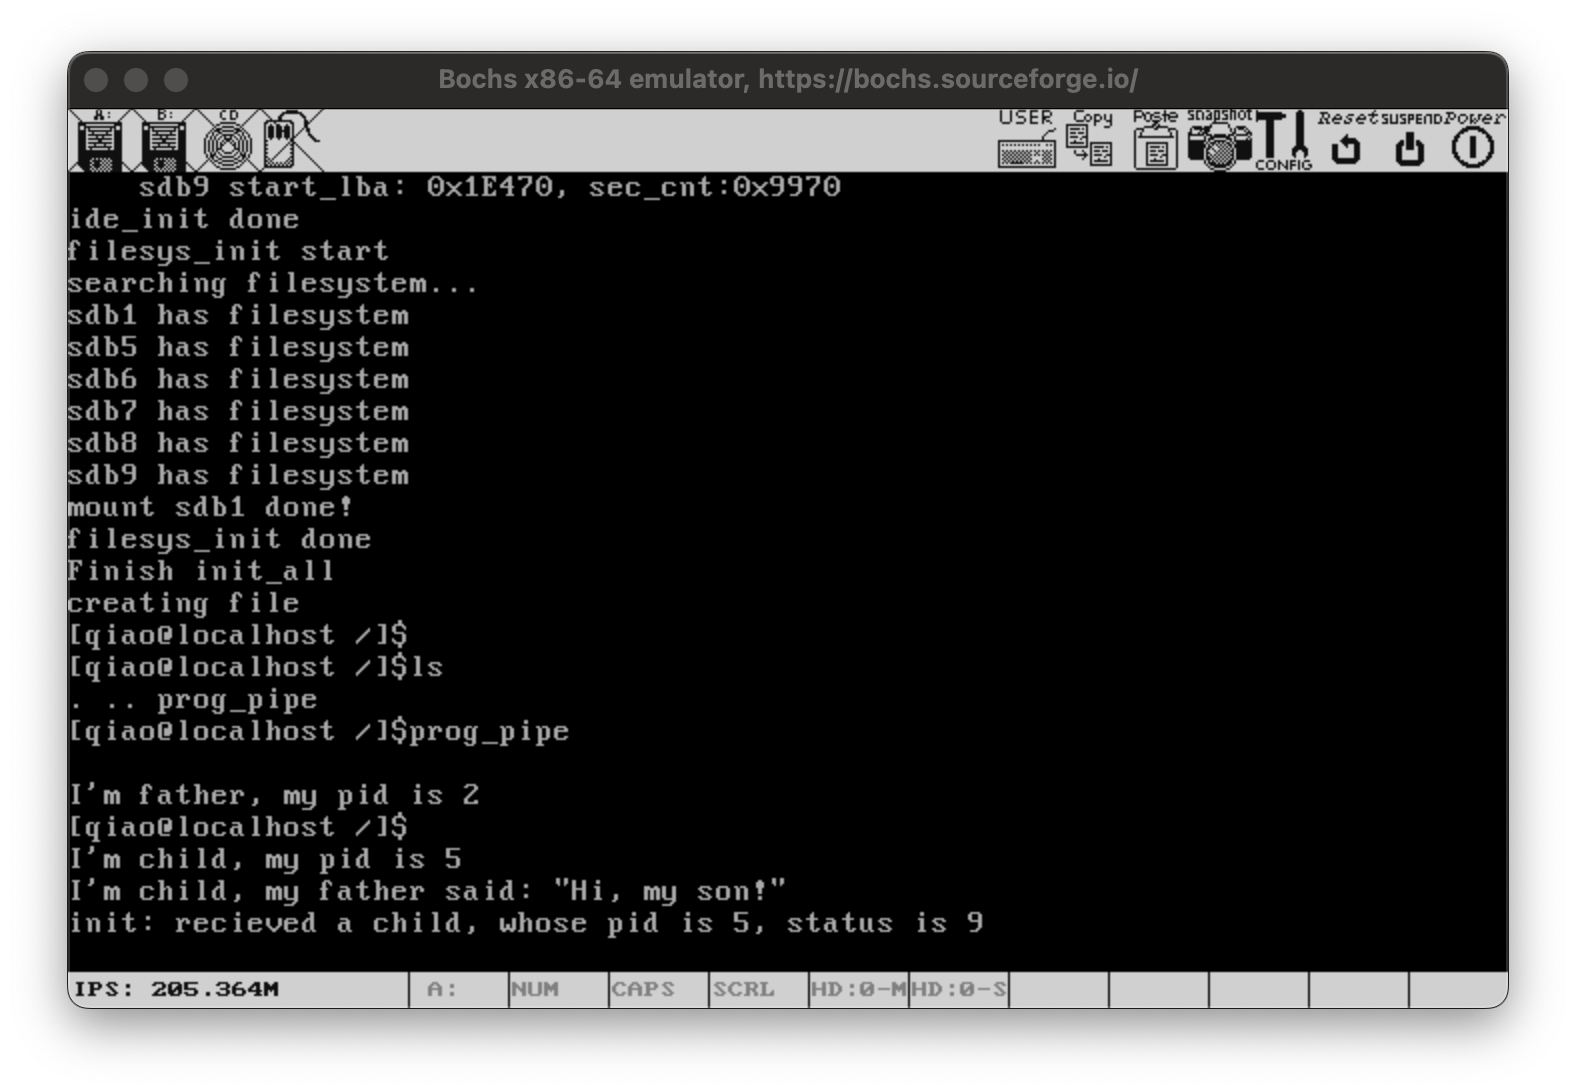 Bochs x86-64 emulator, https://bochs.sourceforge.io/
A: B: CD USER Copy Paste snapshot CONFIG Reset SUSPEND Power
sdb9 start_lba: 0x1E470, sec_cnt:0x9970
ide_init done
filesys_init start
searching filesystem...
sdb1 has filesystem
sdb5 has filesystem
sdb6 has filesystem
sdb7 has filesystem
sdb8 has filesystem
sdb9 has filesystem
mount sdb1 done!
filesys_init done
Finish init_all
creating file
[qiao@localhost /]$
[qiao@localhost /]$ls
. .. prog_pipe
[qiao@localhost /]$prog_pipe
I'm father, my pid is 2
[qiao@localhost /]$
I'm child, my pid is 5
I'm child, my father said: "Hi, my son!"
init: recieved a child, whose pid is 5, status is 9
IPS: 205.364M A: NUM CAPS SCRL HD:0-M HD:0-S